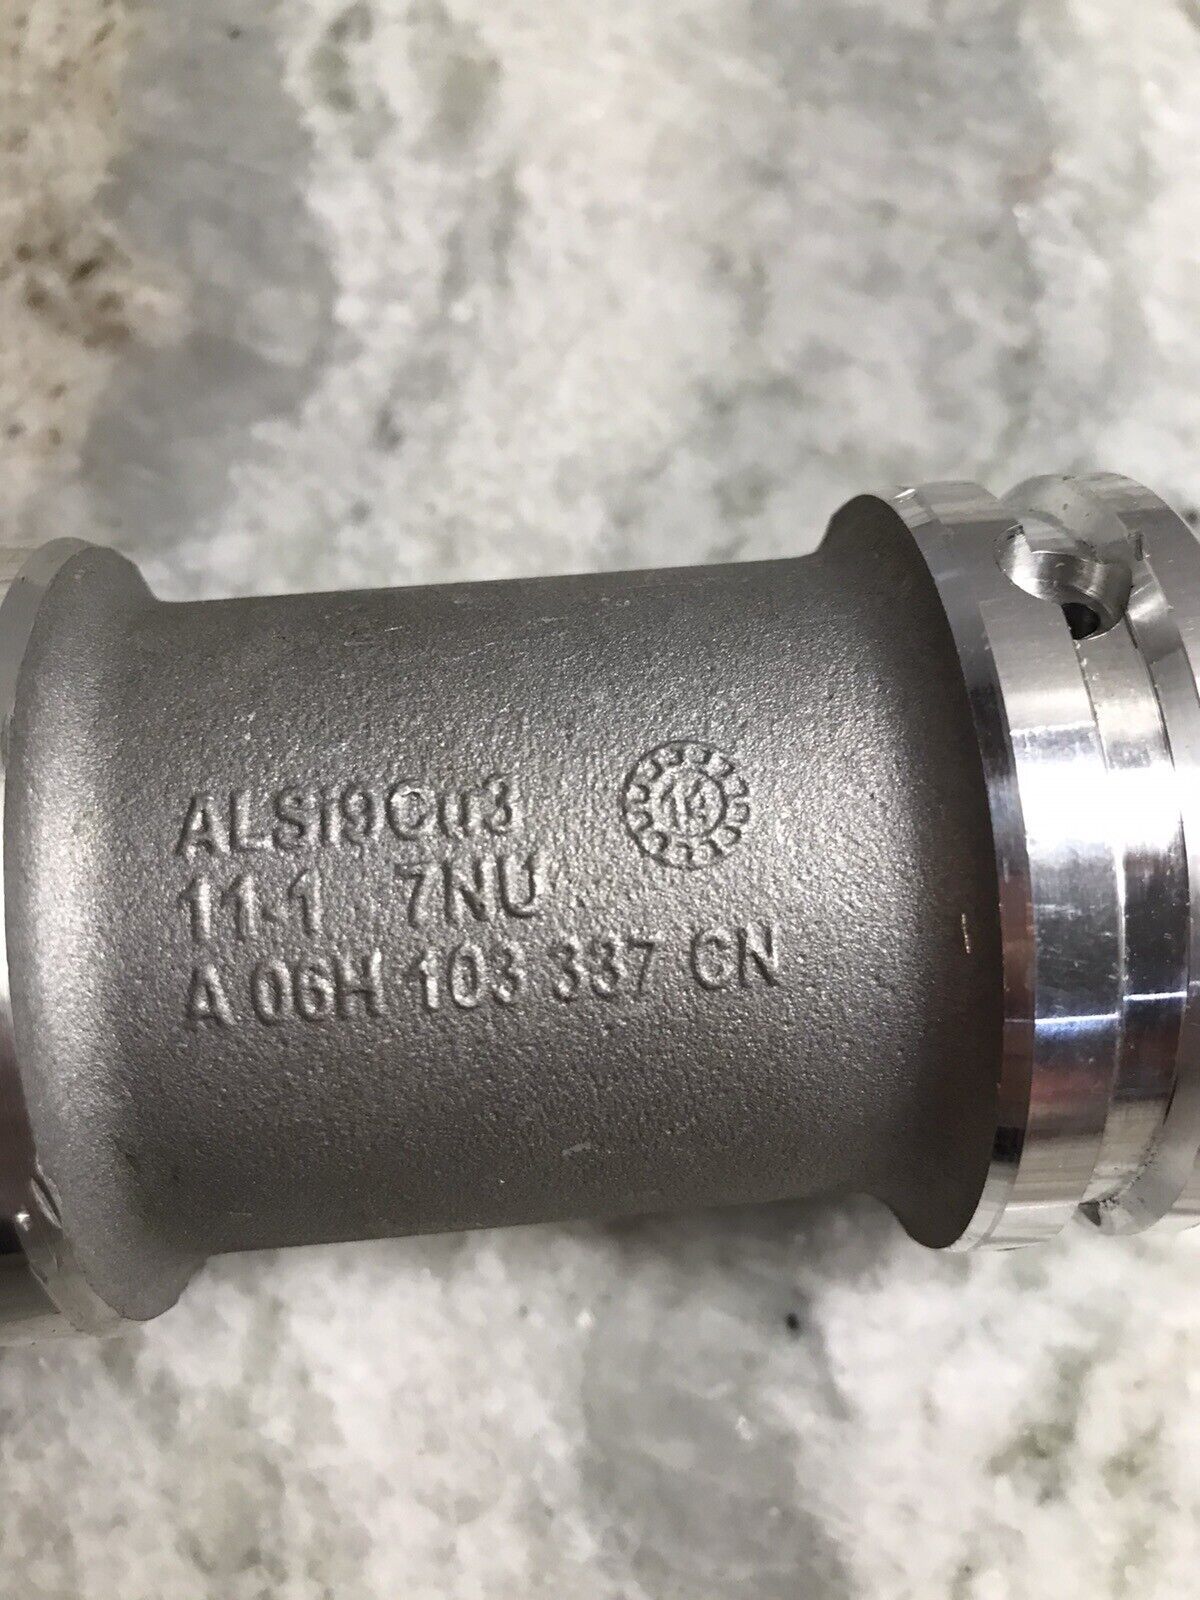 ALSI9Cu3 14
11.1 7NU
A 06H 103 337 CN